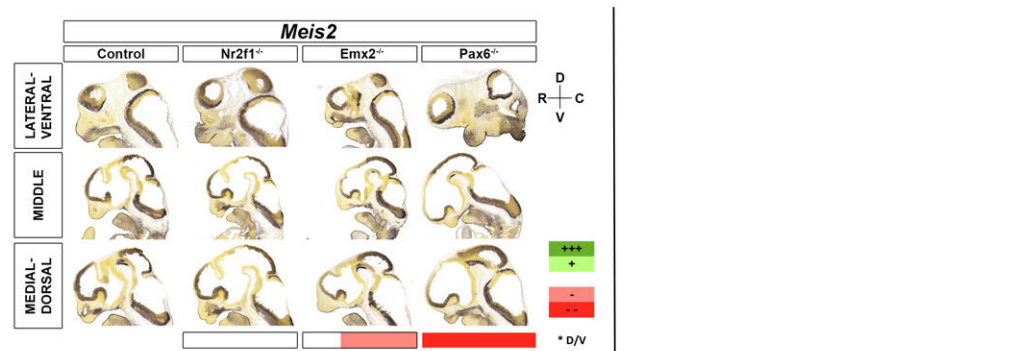 Meis2
Control Nr2f1-/- Emx2-/- Pax6-/-
LATERAL-
VENTRAL
D
R C
V
MIDDLE
MEDIAL-
DORSAL
+++
+
-
--
* D/V